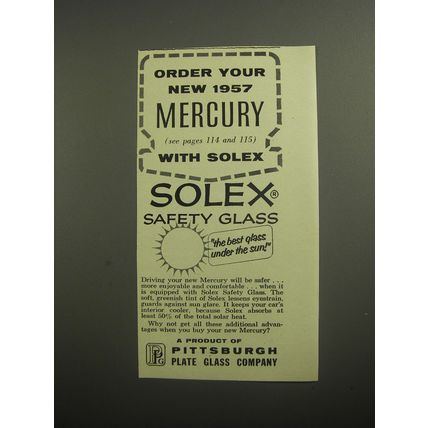 ORDER YOUR
NEW 1957
MERCURY
(see pages 114 and 115)
WITH SOLEX
SOLEX®
SAFETY GLASS
"the best glass
under the sun!"
Driving your new Mercury will be safer . . .
more enjoyable and comfortable . . , when it
is equipped with Solex Safety Glass. The
soft, greenish tint of Solex lessens eyestrain,
guards against sun glare. It keeps your car's
interior cooler, because Solex absorbs at
least 50% of the total solar heat.
Why not get all these additional advan-
tages when you buy your new Mercury?
A PRODUCT OF
PPG
PITTSBURGH
PLATE GLASS COMPANY